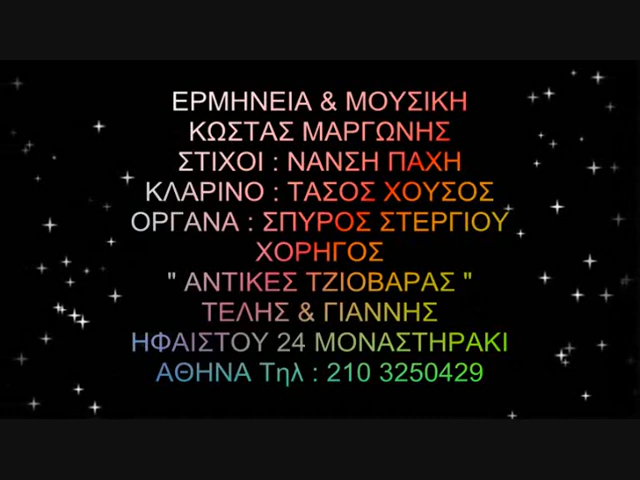 ΕΡΜΗΝΕΙΑ & ΜΟΥΣΙΚΗ
ΚΩΣΤΑΣ ΜΑΡΓΩΝΗΣ
ΣΤΙΧΟΙ : ΝΑΝΣΗ ΠΑΧΗ
ΚΛΑΡΙΝΟ : ΤΑΣΟΣ ΧΟΥΣΟΣ
ΟΡΓΑΝΑ : ΣΠΥΡΟΣ ΣΤΕΡΓΙΟΥ
ΧΟΡΗΓΟΣ
" ΑΝΤΙΚΕΣ ΤΖΙΟΒΑΡΑΣ "
ΤΕΛΗΣ & ΓΙΑΝΝΗΣ
ΗΦΑΙΣΤΟΥ 24 ΜΟΝΑΣΤΗΡΑΚΙ
ΑΘΗΝΑ Τηλ : 210 3250429